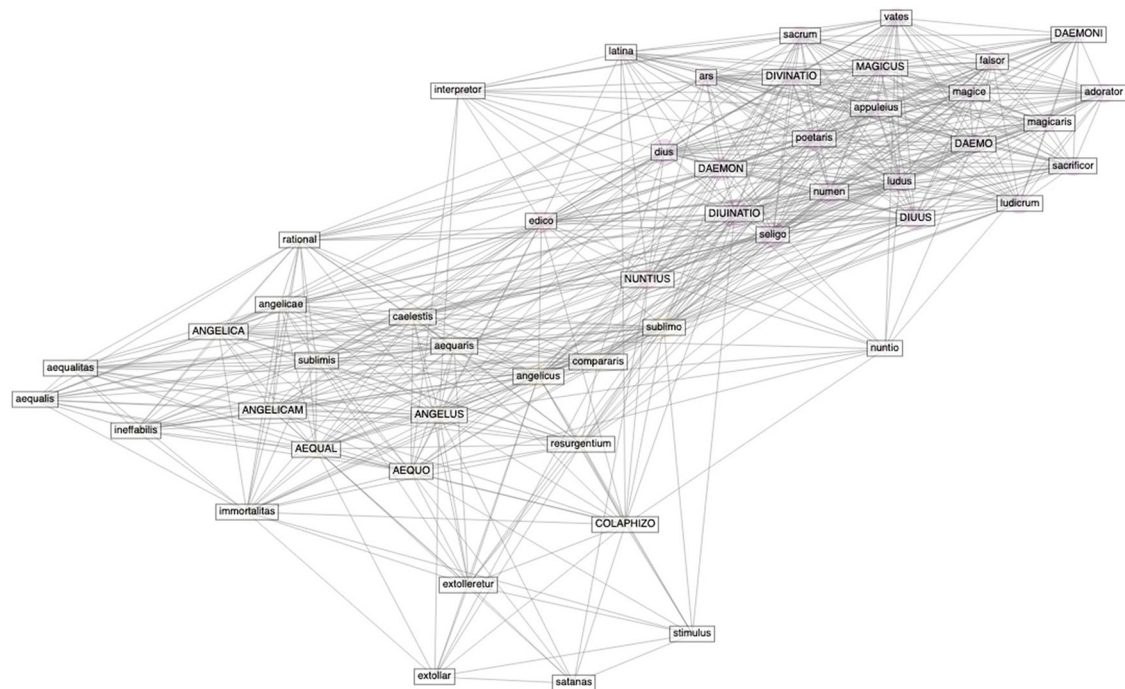 vates
sacrum
DAEMONI
latina
falsor
MAGICUS
ars
DIVINATIO
interpretor
magice
adorator
appuleius
magicaris
poetaris
DAEMO
dius
DAEMON
sacrificor
ludus
numen
ludicrum
DIUINATIO
DIUUS
edico
seligo
rational
NUNTIUS
angelicae
caelestis
ANGELICA
sublimo
aequaris
nuntio
sublimis
compararis
aequalitas
angelicus
aequalis
ANGELICAM
ANGELUS
ineffabilis
resurgentium
AEQUAL
AEQUO
immortalitas
COLAPHIZO
extolleretur
stimulus
extollar
satanas